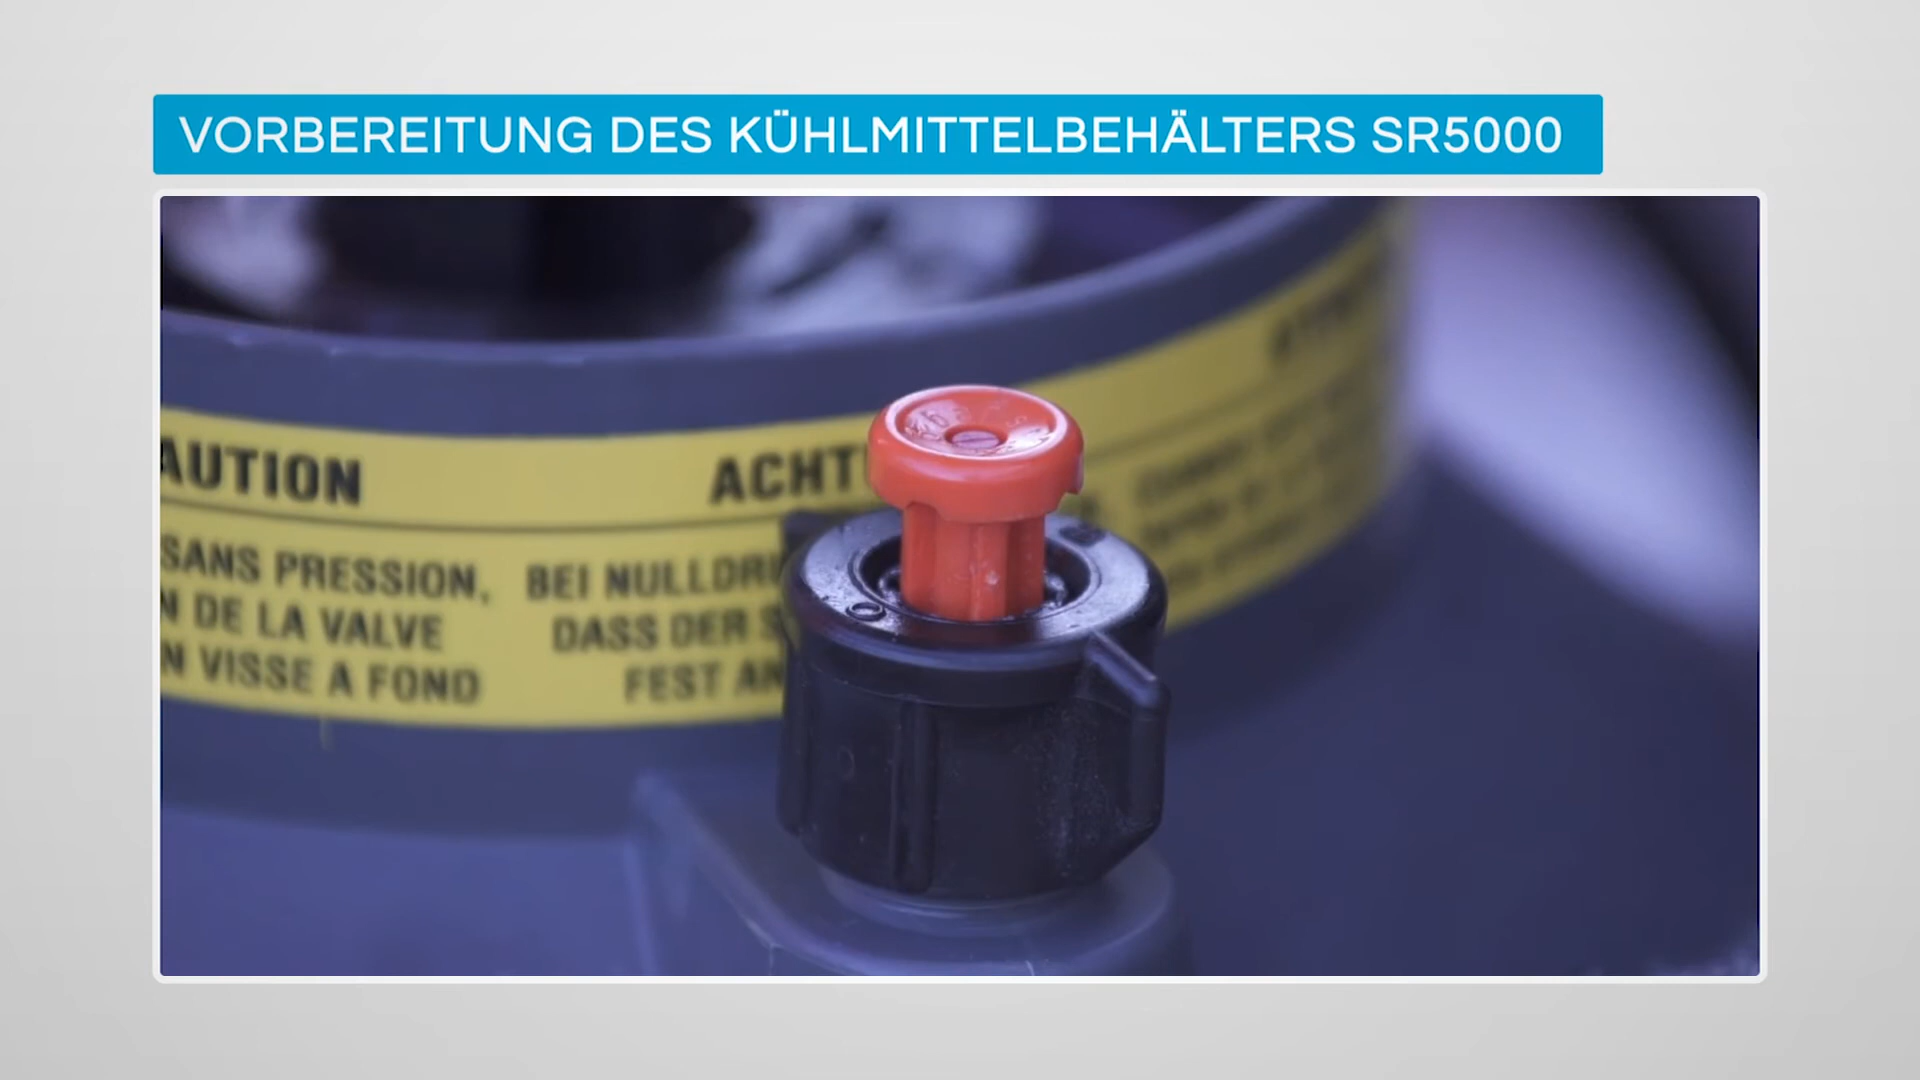 VORBEREITUNG DES KÜHLMITTELBEHÄLTERS SR5000
AUTION
ACHT
SANS PRESSION,
N DE LA VALVE
N VISSE A FOND
BEI NULLDR
DASS DER S
FEST AN